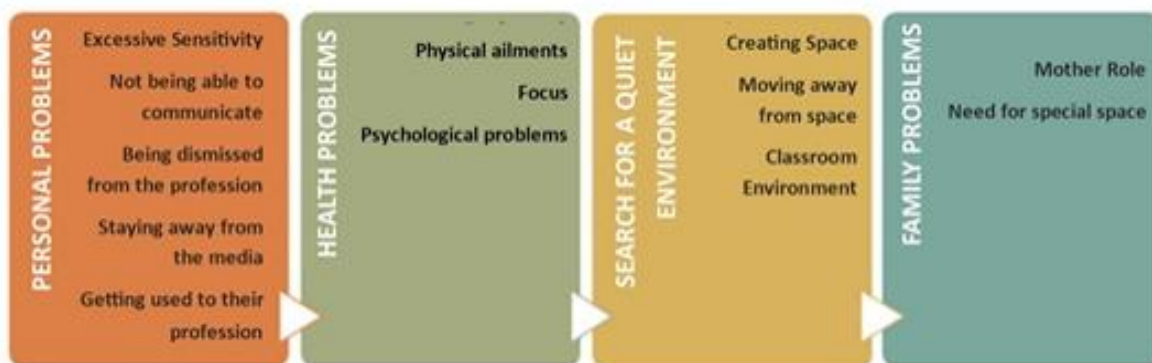 PERSONAL PROBLEMS
Excessive Sensitivity
Not being able to
communicate
Being dismissed
from the profession
Staying away from
the media
Getting used to their
profession
HEALTH PROBLEMS
Physical ailments
Focus
Psychological problems
SEARCH FOR A QUIET
ENVIRONMENT
Creating Space
Moving away
from space
Classroom
Environment
FAMILY PROBLEMS
Mother Role
Need for special space